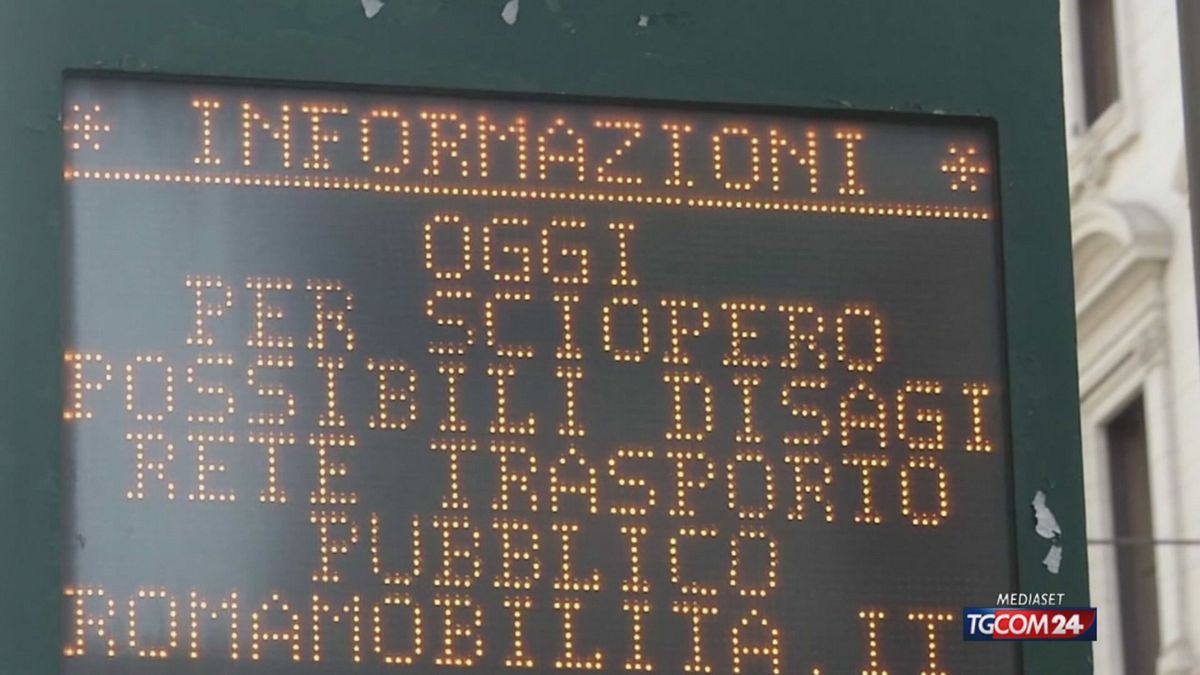 * INFORMAZIONI *
OGGI
PER SCIOPERO
POSSIBILI DISAGI
RETE TRASPORTO
PUBBLICO
ROMAMOBILITA.IT
MEDIASET
TGCOM24